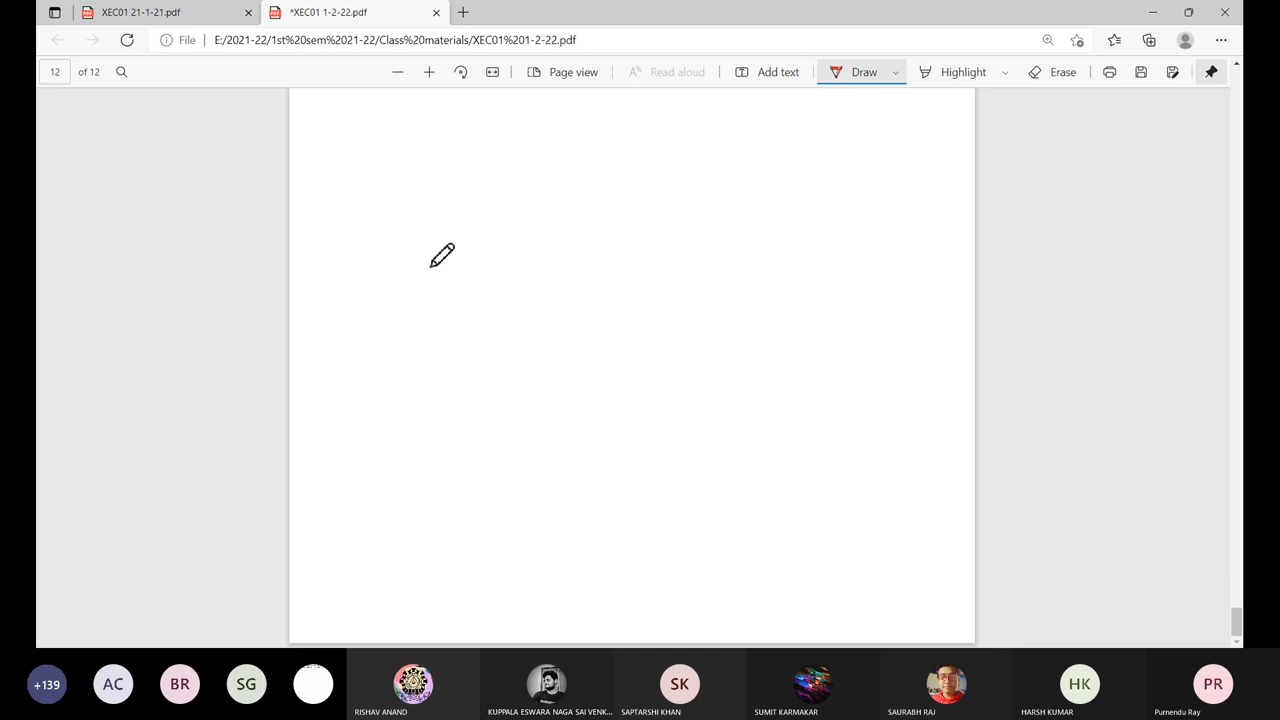 XEC01 21-1-21.pdf
*XEC01 1-2-22.pdf
File
E:/2021-22/1st%20sem%2021-22/Class%20materials/XEC01%201-2-22.pdf
12 of 12
Page view
Read aloud
Add text
Draw
Highlight
Erase
+139
AC
BR
SG
SK
HK
PR
RISHAV ANAND
KUPPALA ESWARA NAGA SAI VENK...
SAPTARSHI KHAN
SUMIT KARMAKAR
SAURABH RAJ
HARSH KUMAR
Purnendu Ray